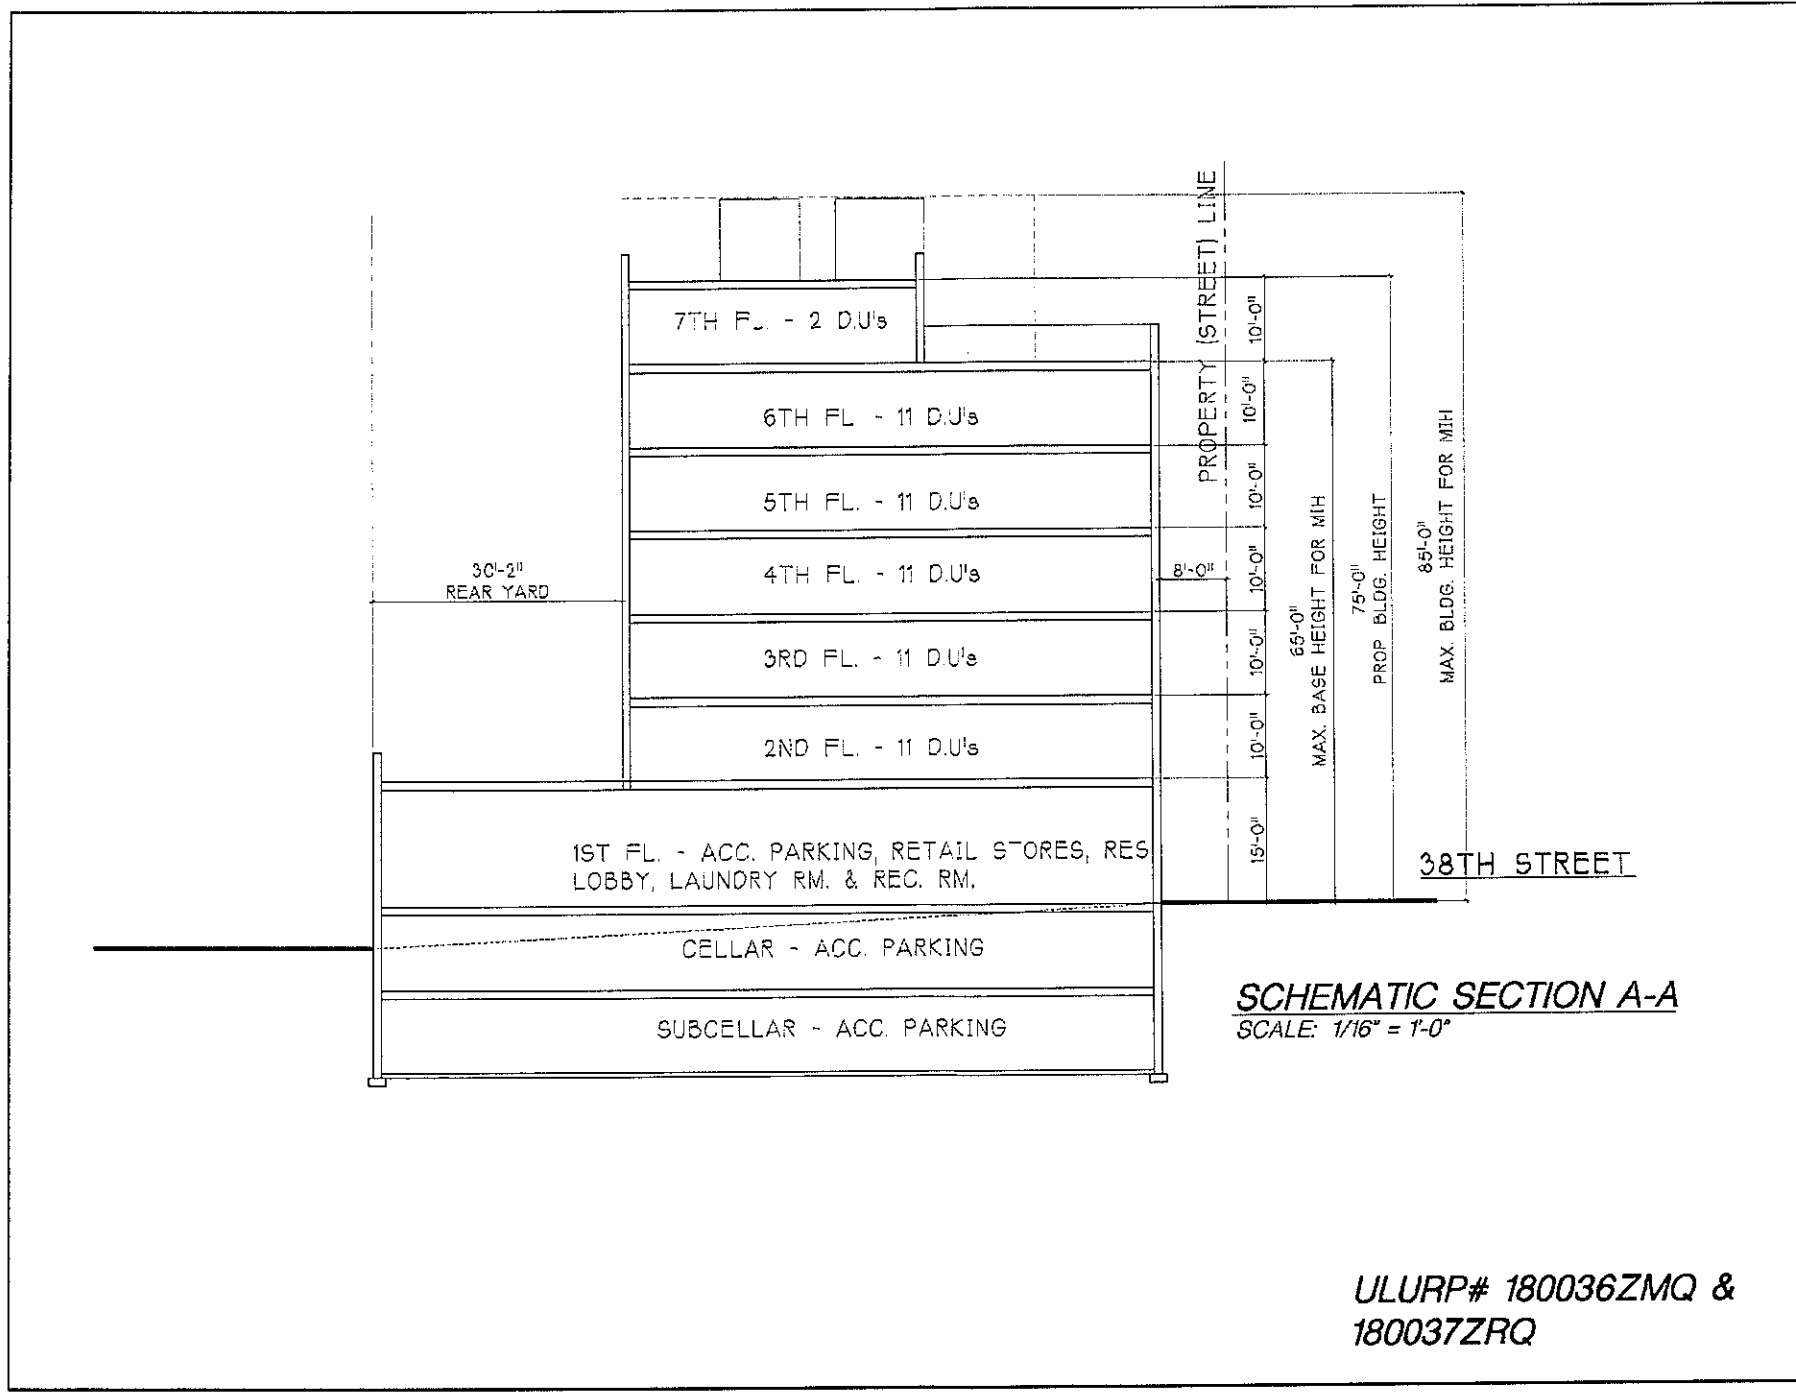 PROPERTY (STREET) LINE
7TH FL. - 2 D.U's
6TH FL - 11 D.U's
5TH FL. - 11 D.U's
4TH FL. - 11 D.U's
3RD FL. - 11 D.U's
2ND FL. - 11 D.U's
1ST FL. - ACC. PARKING, RETAIL STORES, RES
LOBBY, LAUNDRY RM. & REC. RM.
CELLAR - ACC. PARKING
SUBCELLAR - ACC. PARKING
30'-2"
REAR YARD
8'-0"
10'-0"
10'-0"
10'-0"
10'-0"
10'-0"
10'-0"
15'-0"
65'-0"
MAX. BASE HEIGHT FOR MIH
75'-0"
PROP BLDG. HEIGHT
85'-0"
MAX. BLDG. HEIGHT FOR MIH
38TH STREET
SCHEMATIC SECTION A-A
SCALE: 1/16" = 1'-0"
ULURP# 180036ZMQ &
180037ZRQ